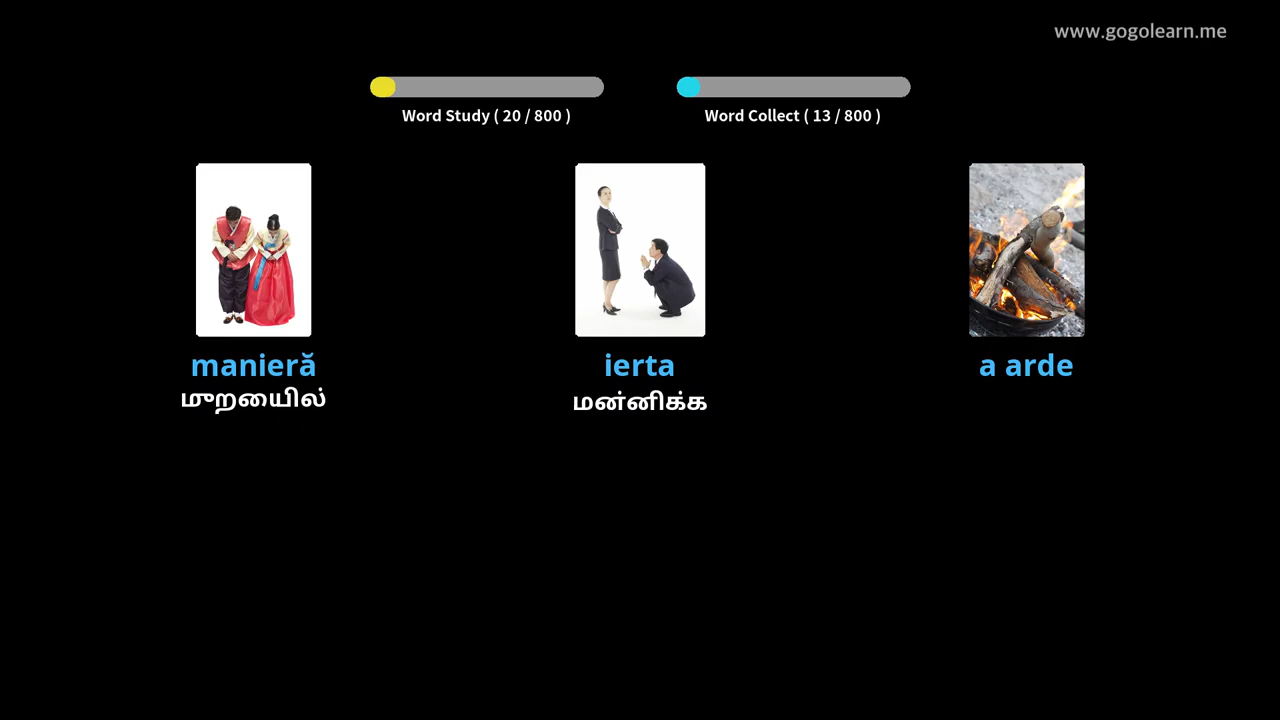 www.gogolearn.me
Word Study ( 20 / 800 )
Word Collect ( 13 / 800 )
manieră
ierta
a arde
முறையில்
மன்னிக்க